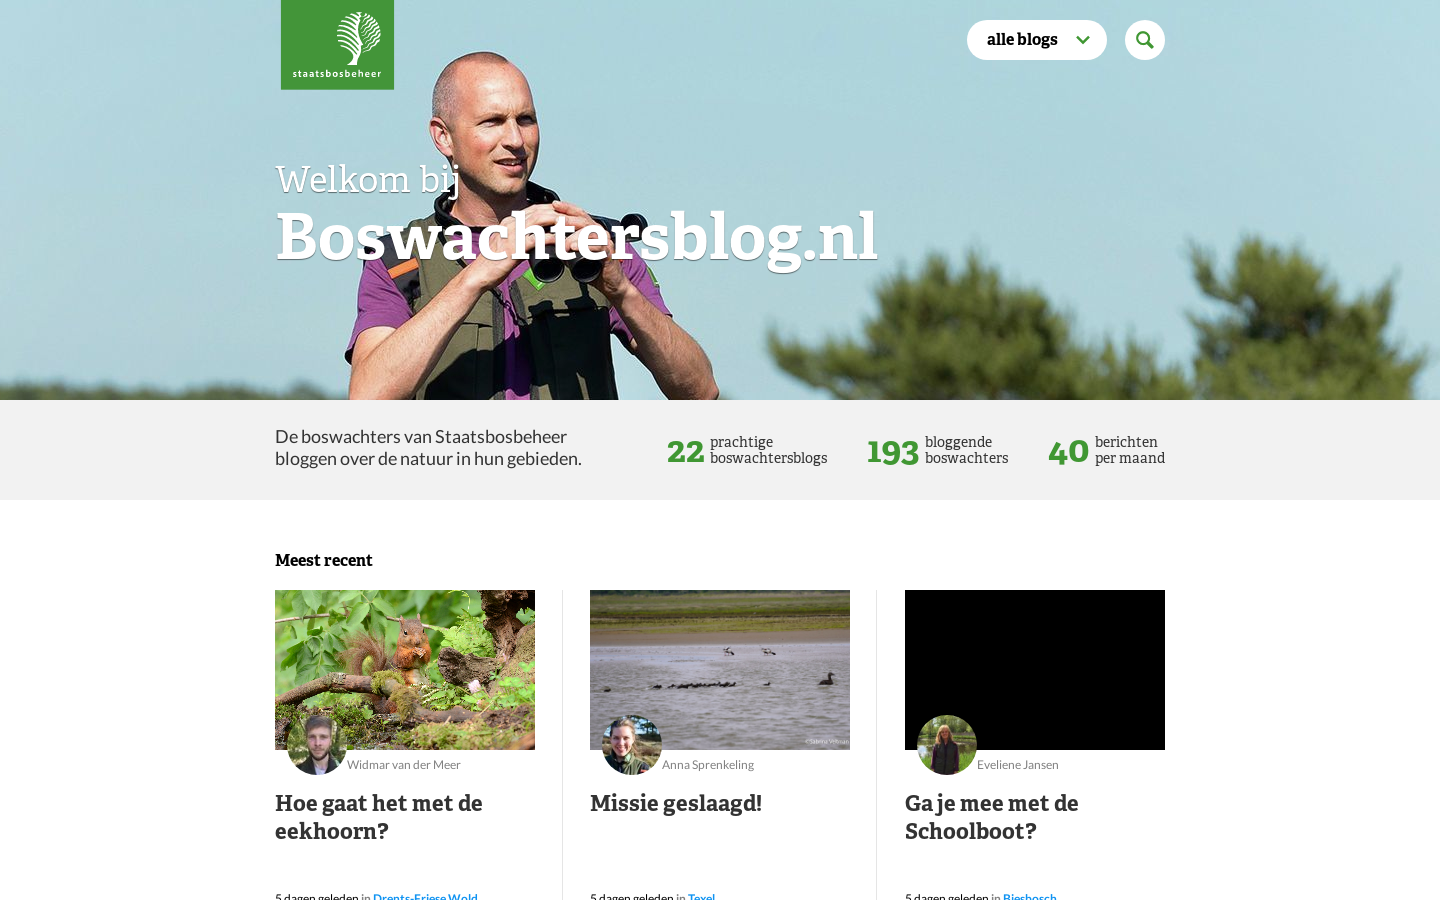 staatsbosbeheer
alle blogs
Welkom bij
Boswachtersblog.nl
De boswachters van Staatsbosbeheer
bloggen over de natuur in hun gebieden.
22 prachtige
boswachtersblogs
193 bloggende
boswachters
40 berichten
per maand
Meest recent
Widmar van der Meer
Hoe gaat het met de
eekhoorn?
5 dagen geleden in Drents-Friese Wold
Anna Sprenkeling
Missie geslaagd!
5 dagen geleden in Texel
Eveliene Jansen
Ga je mee met de
Schoolboot?
5 dagen geleden in Biesbosch